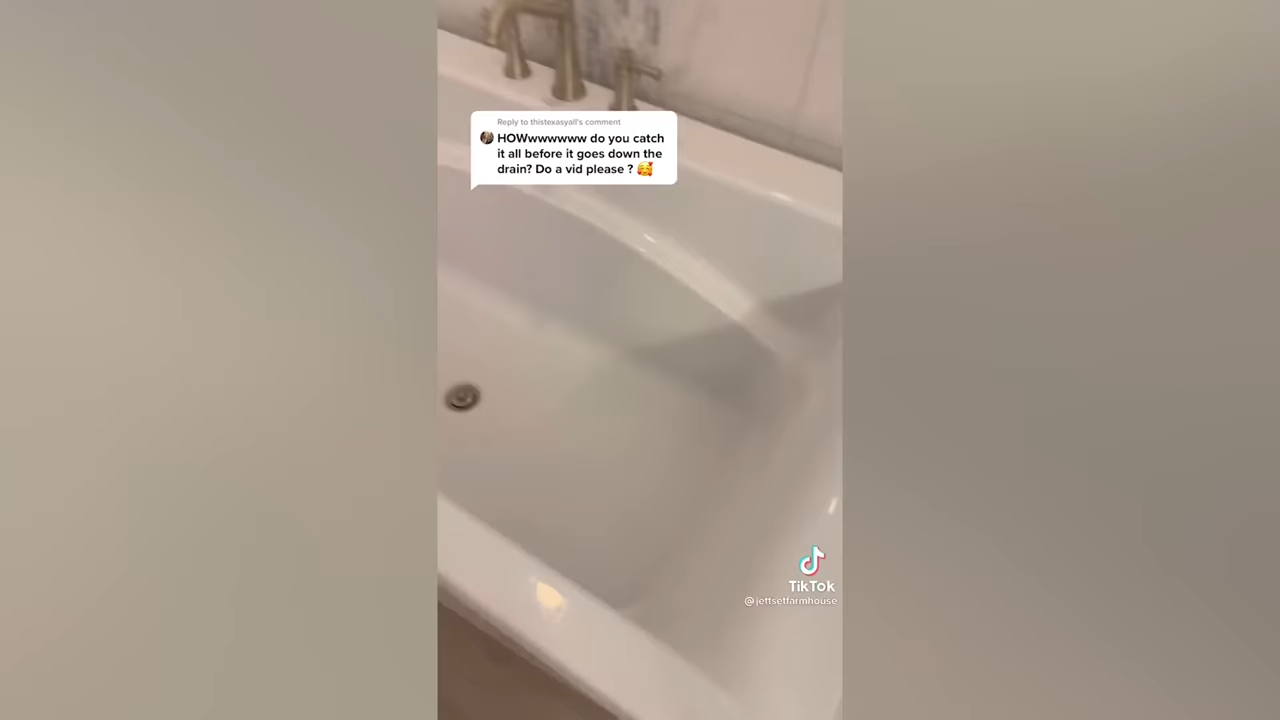 Reply to thistexasyall's comment
HOWwwwwww do you catch
it all before it goes down the
drain? Do a vid please ? 🥰
TikTok
@jettsetfarmhouse